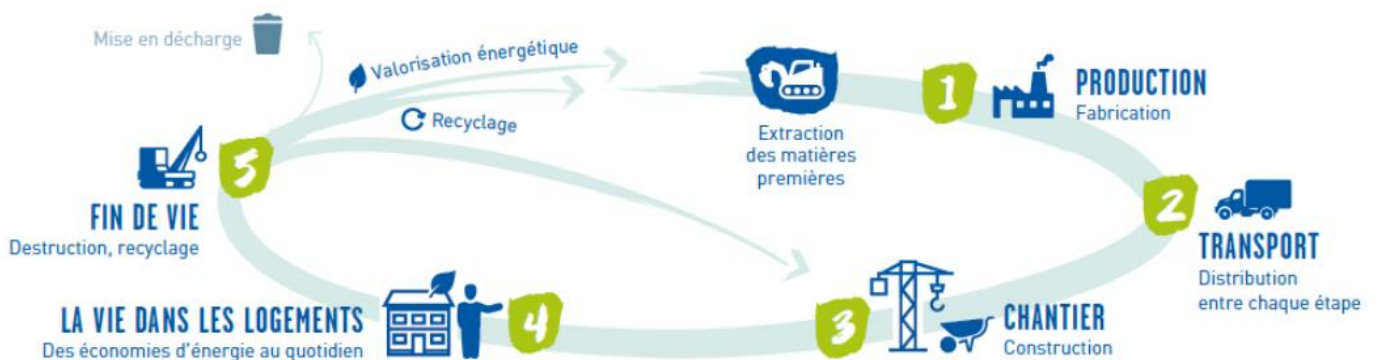 Mise en décharge
Valorisation énergétique
Recyclage
Extraction
des matières
premières
1
PRODUCTION
Fabrication
2
TRANSPORT
Distribution
entre chaque étape
3
CHANTIER
Construction
4
LA VIE DANS LES LOGEMENTS
Des économies d'énergie au quotidien
5
FIN DE VIE
Destruction, recyclage